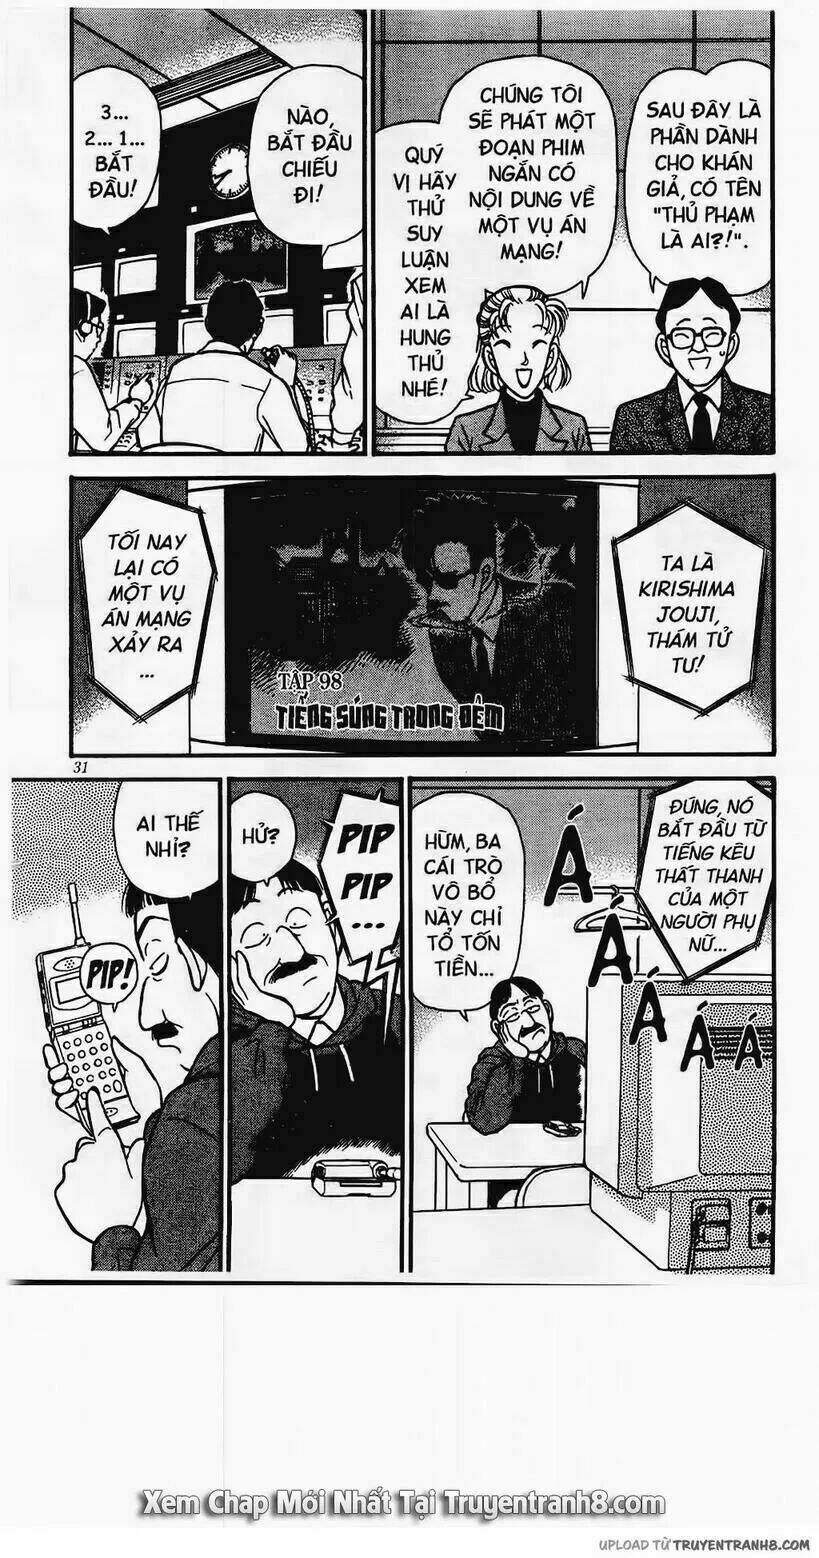 SAU ĐÂY LÀ
PHẦN DÀNH
CHO KHÁN
GIẢ, CÓ TÊN
"THỦ PHẠM
LÀ AI?!".
CHÚNG TÔI
SẼ PHÁT MỘT
ĐOẠN PHIM
NGẮN CÓ
NỘI DUNG VỀ
MỘT VỤ ÁN
MẠNG!
QUÝ
VỊ HÃY
THỬ
SUY
LUẬN
XEM
AI LÀ
HUNG
THỦ
NHÉ!
NÀO,
BẮT ĐẦU
CHIẾU
ĐI!
3...
2... 1...
BẮT
ĐẦU!
TA LÀ
KIRISHIMA
JOUJI,
THÁM TỬ
TƯ!
TẬP 98
TIẾNG SÚNG TRONG ĐÊM
TỐI NAY
LẠI CÓ
MỘT VỤ
ÁN MẠNG
XẢY RA
...
31
ĐÚNG, NÓ
BẮT ĐẦU TỪ
TIẾNG KÊU
THẤT THANH
CỦA MỘT
NGƯỜI PHỤ
NỮ...
Á
Á
Á
Á
Á
HỪM, BA
CÁI TRÒ
VÔ BỔ
NÀY CHỈ
TỔ TỐN
TIỀN...
PIP
PIP
...
HỬ?
AI THẾ
NHỈ?
PIP!
Xem Chap Mới Nhất Tại Truyentranh8.com
UPLOAD TỪ TRUYENTRANH8.COM